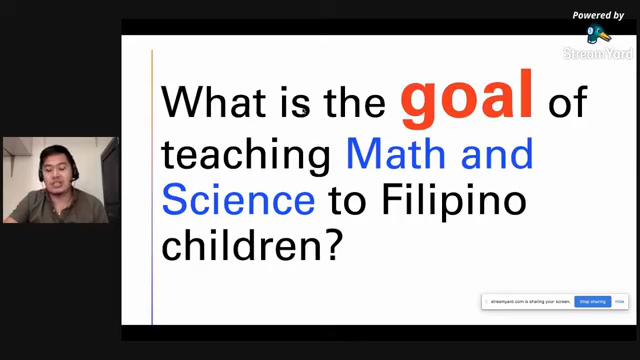 Powered by
StreamYard
What is the goal of
teaching Math and
Science to Filipino
children?
streamyard.com is sharing your screen.
Stop sharing
Hide